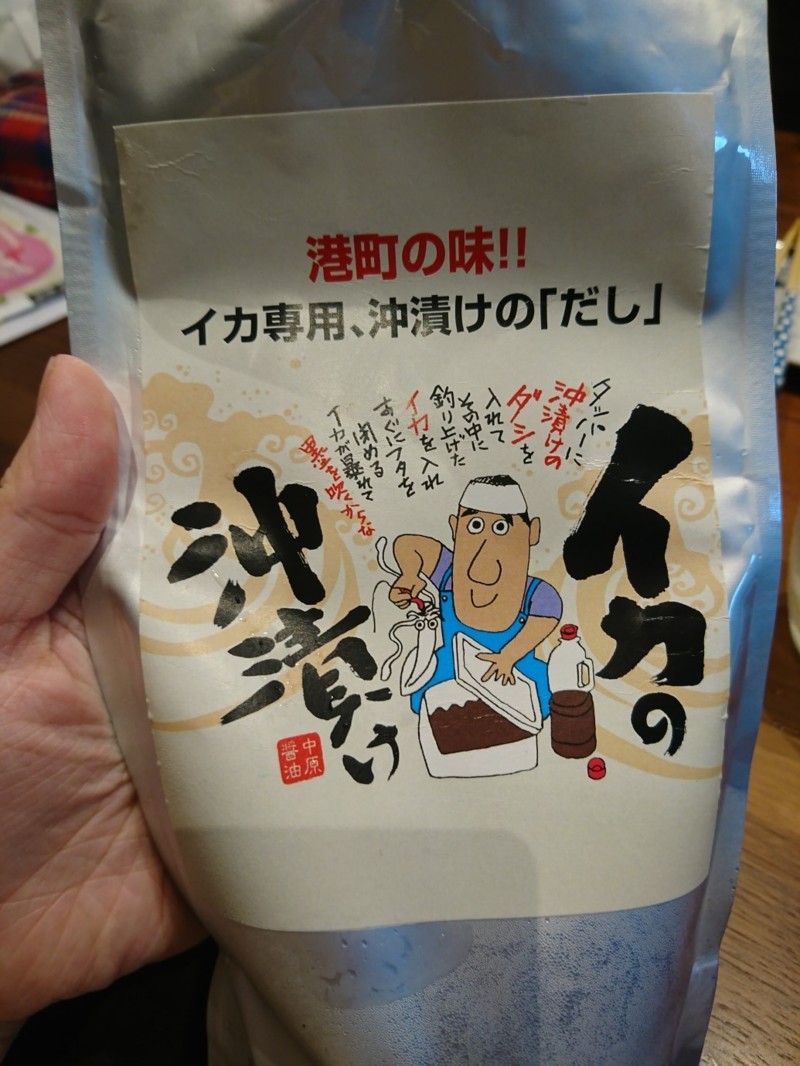 港町の味!!
イカ専用、沖漬けの「だし」
タッパーに
沖漬けの
ダシを
入れて
その中に
釣り上げた
イカを入れ
すぐにフタを
閉める
イカが暴れて
墨を吹くからな
イカの
沖漬け
中原
醤油